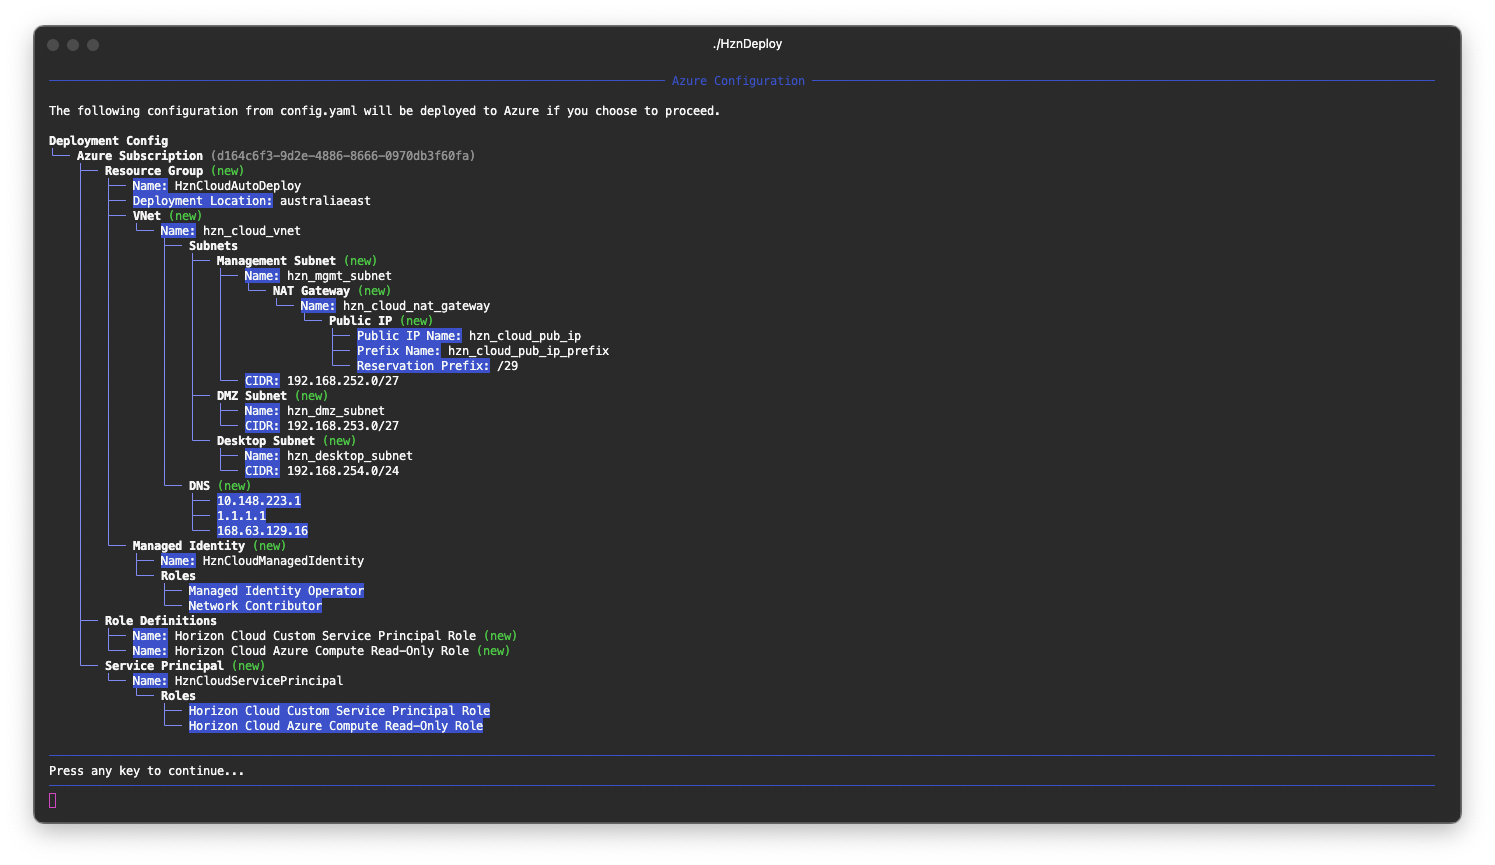 ./HznDeploy
Azure Configuration
The following configuration from config.yaml will be deployed to Azure if you choose to proceed.
Deployment Config
Azure Subscription (d164c6f3-9d2e-4886-8666-0970db3f60fa)
Resource Group (new)
Name: HznCloudAutoDeploy
Deployment Location: australiaeast
VNet (new)
Name: hzn_cloud_vnet
Subnets
Management Subnet (new)
Name: hzn_mgmt_subnet
NAT Gateway (new)
Name: hzn_cloud_nat_gateway
Public IP (new)
Public IP Name: hzn_cloud_pub_ip
Prefix Name: hzn_cloud_pub_ip_prefix
Reservation Prefix: /29
CIDR: 192.168.252.0/27
DMZ Subnet (new)
Name: hzn_dmz_subnet
CIDR: 192.168.253.0/27
Desktop Subnet (new)
Name: hzn_desktop_subnet
CIDR: 192.168.254.0/24
DNS (new)
10.148.223.1
1.1.1.1
168.63.129.16
Managed Identity (new)
Name: HznCloudManagedIdentity
Roles
Managed Identity Operator
Network Contributor
Role Definitions
Name: Horizon Cloud Custom Service Principal Role (new)
Name: Horizon Cloud Azure Compute Read-Only Role (new)
Service Principal (new)
Name: HznCloudServicePrincipal
Roles
Horizon Cloud Custom Service Principal Role
Horizon Cloud Azure Compute Read-Only Role
Press any key to continue...